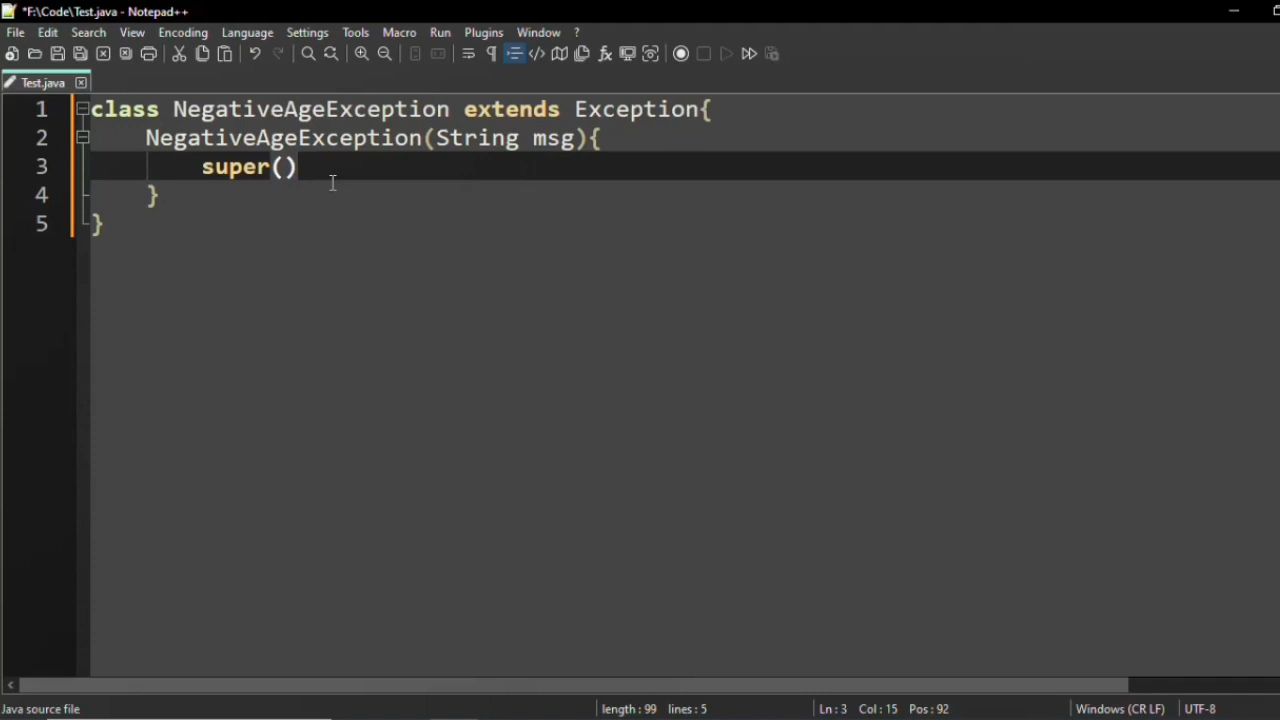 *F:\Code\Test.java - Notepad++
File Edit Search View Encoding Language Settings Tools Macro Run Plugins Window ?
Test.java
1 class NegativeAgeException extends Exception{
2 NegativeAgeException(String msg){
3 super()
4 }
5 }
Java source file length : 99 lines : 5 Ln : 3 Col : 15 Pos : 92 Windows (CR LF) UTF-8